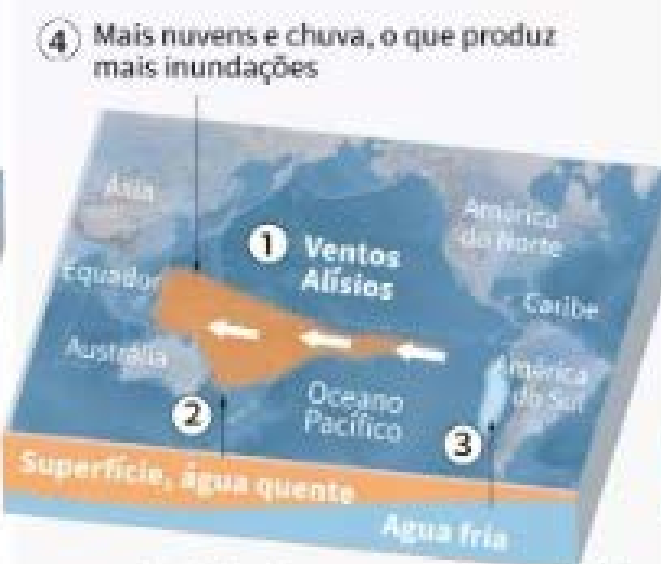 4 Mais nuvens e chuva, o que produz
mais inundações
Ásia
América
do Norte
1 Ventos
Alísios
Equador
Caribe
Austrália
América
do Sul
Oceano
Pacífico
2
3
Superfície, água quente
Agua fria